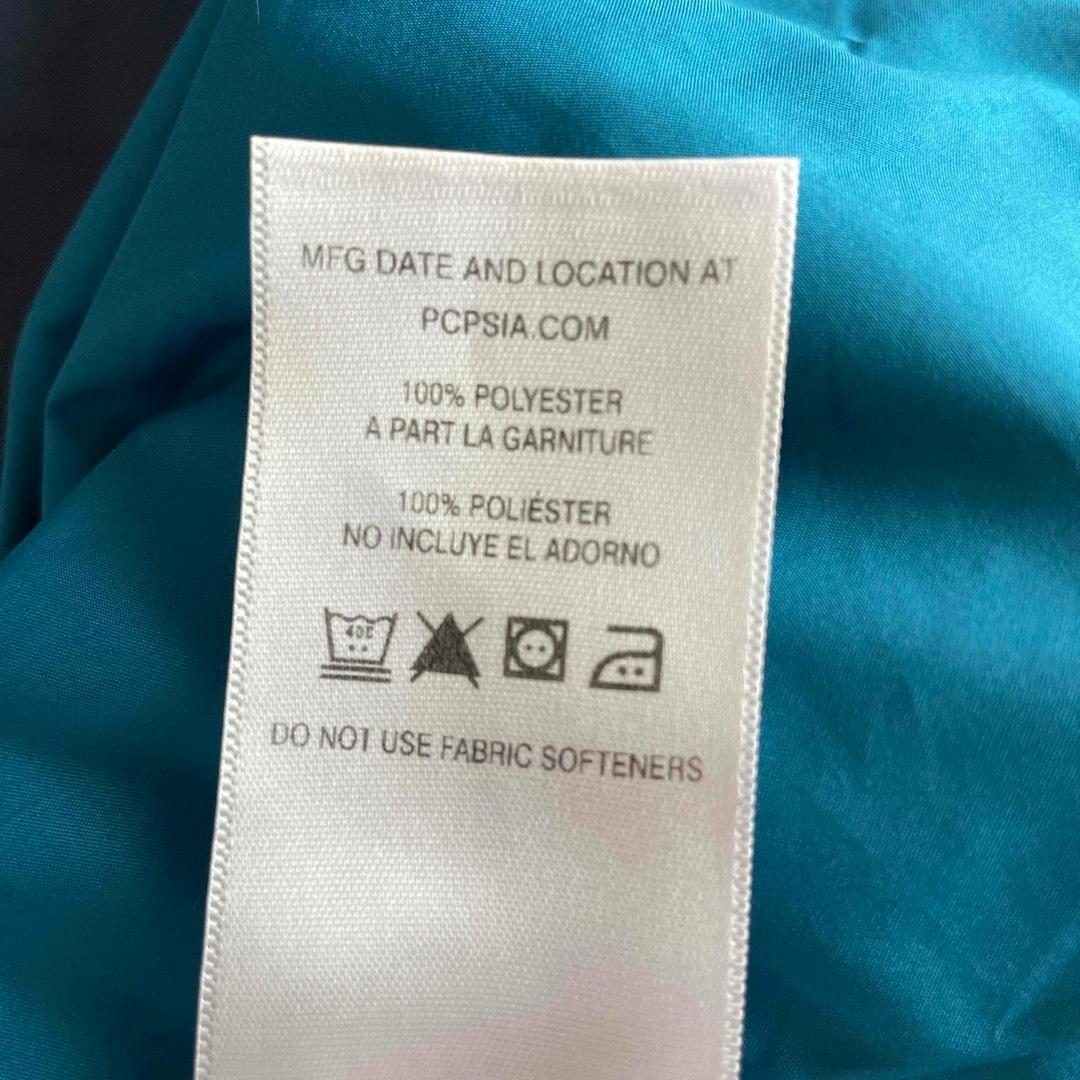 MFG DATE AND LOCATION AT
PCPSIA.COM
100% POLYESTER
A PART LA GARNITURE
100% POLIÉSTER
NO INCLUYE EL ADORNO
40C
DO NOT USE FABRIC SOFTENERS